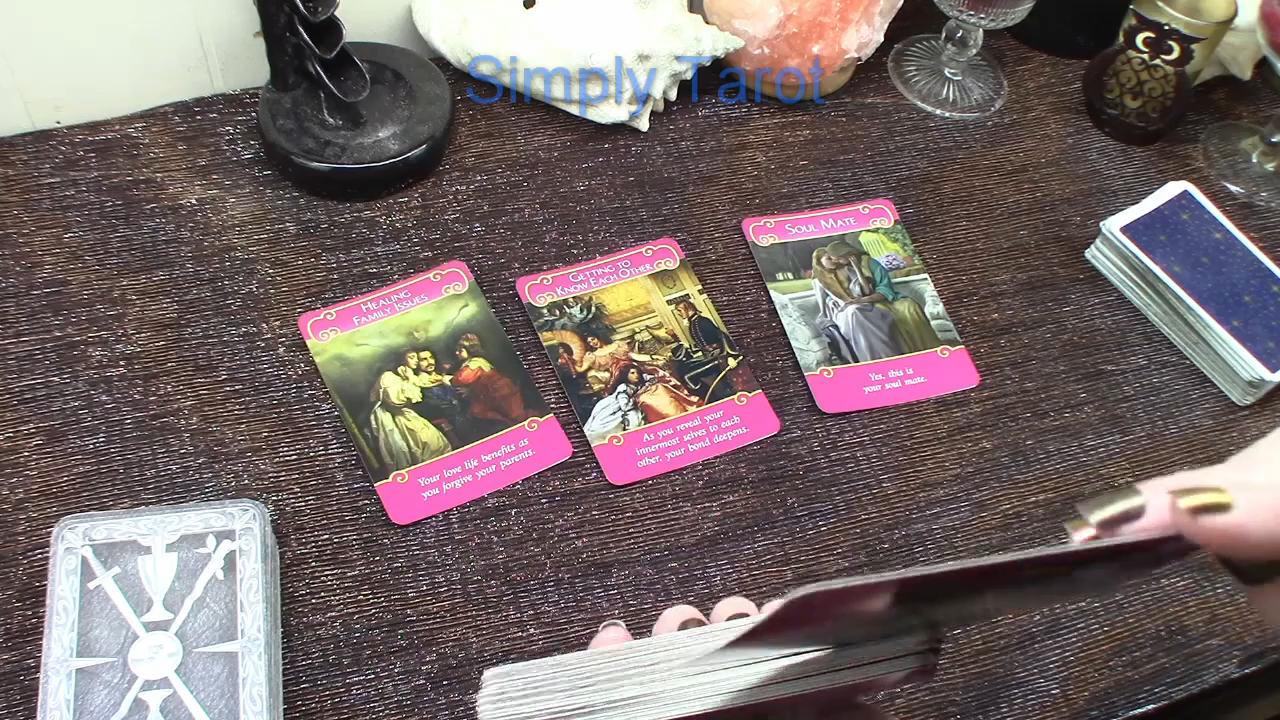 Simply Tarot
Healing
Family Issues
Your love life benefits as
you forgive your parents.
Getting to
Know Each Other
As you reveal your
innermost selves to each
other, your bond deepens.
Soul Mate
Yes, this is
your soul mate.